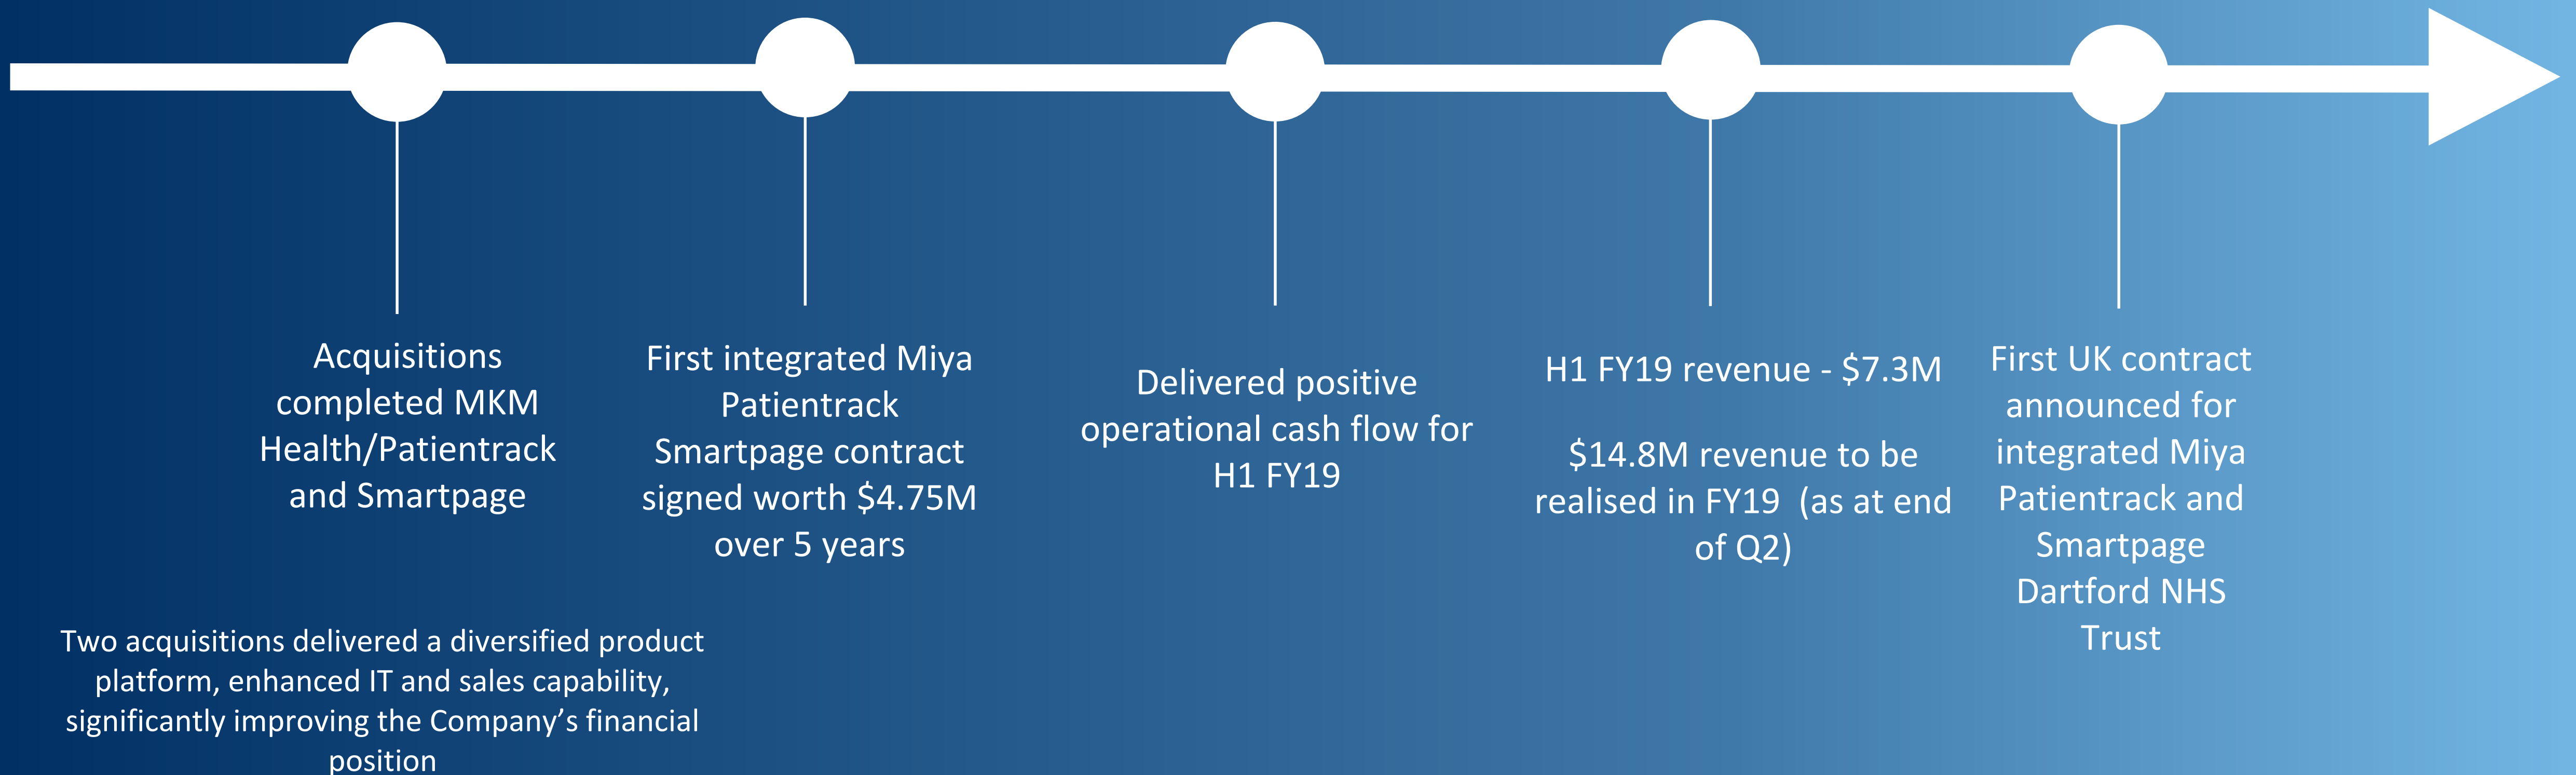 Acquisitions
completed MKM
Health/Patientrack
and Smartpage
First integrated Miya
Patientrack
Smartpage contract
signed worth $4.75M
over 5 years
Delivered positive
operational cash flow for
H1 FY19
H1 FY19 revenue - $7.3M
$14.8M revenue to be
realised in FY19  (as at end
of Q2)
First UK contract
announced for
integrated Miya
Patientrack and
Smartpage
Dartford NHS
Trust
Two acquisitions delivered a diversified product
platform, enhanced IT and sales capability,
significantly improving the Company’s financial
position